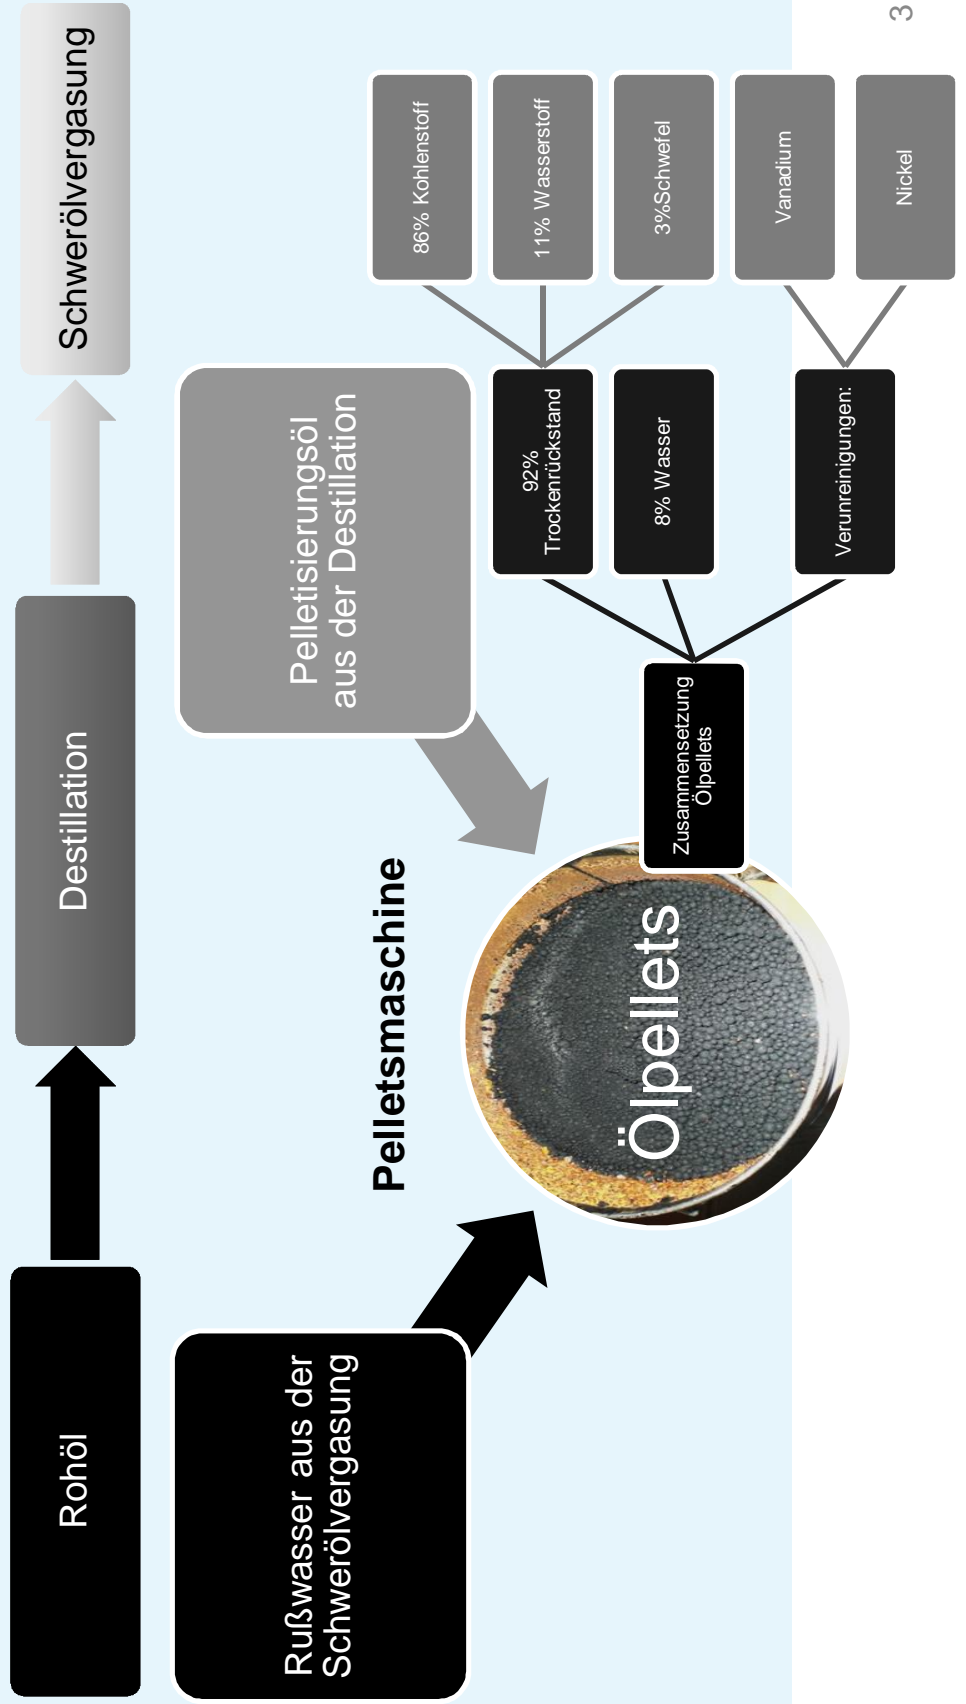 Rohöl
Destillation
Schwerölvergasung
Rußwasser aus der
Schwerölvergasung
Pelletsmaschine
Pelletisierungsöl
aus der Destillation
Ölpellets
Zusammensetzung
Ölpellets
92%
Trockenrückstand
86% Kohlenstoff
11% Wasserstoff
3%Schwefel
8% Wasser
Verunreinigungen:
Vanadium
Nickel
3